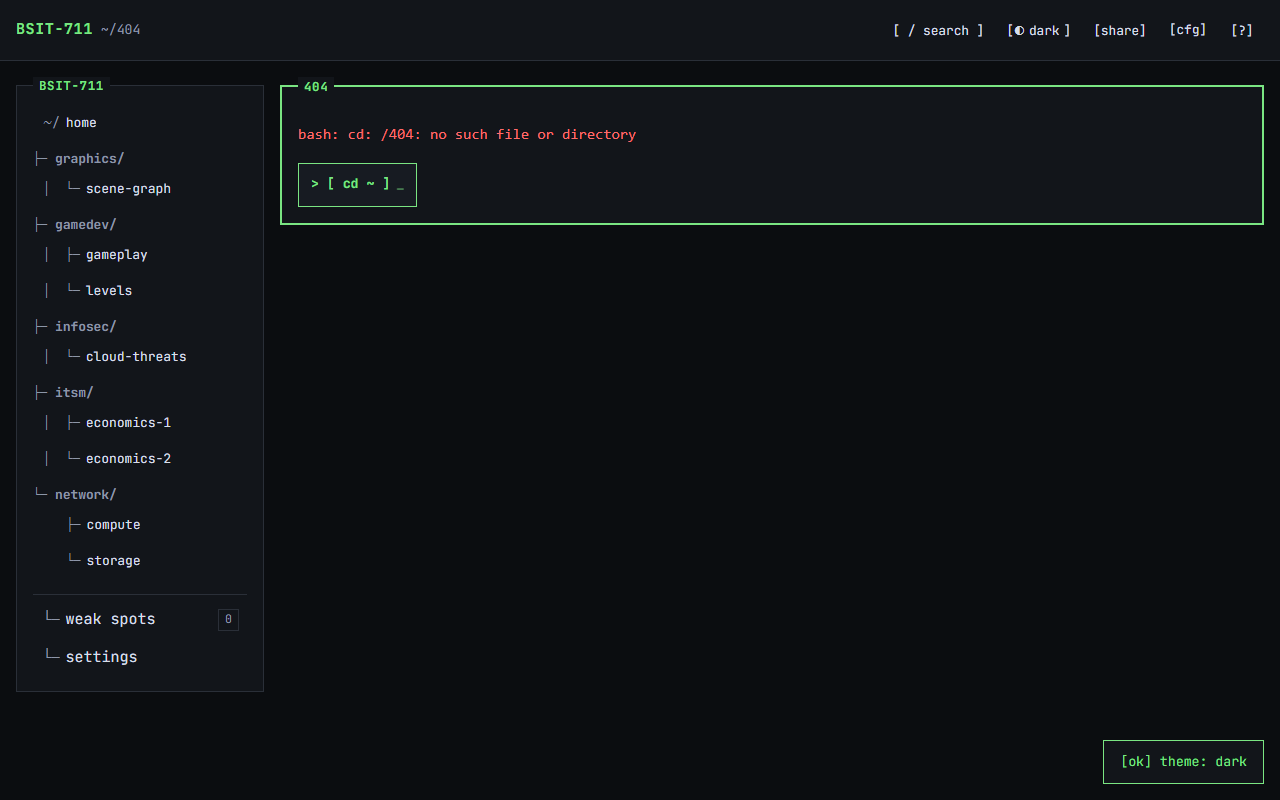 BSIT-711 ~/404
[ / search ] [◐ dark ] [share] [cfg] [?]
BSIT-711
~/ home
├─ graphics/
│ └─ scene-graph
├─ gamedev/
│ ├─ gameplay
│ └─ levels
├─ infosec/
│ └─ cloud-threats
├─ itsm/
│ ├─ economics-1
│ └─ economics-2
└─ network/
├─ compute
└─ storage
└─ weak spots 0
└─ settings
404
bash: cd: /404: no such file or directory
> [ cd ~ ] _
[ok] theme: dark